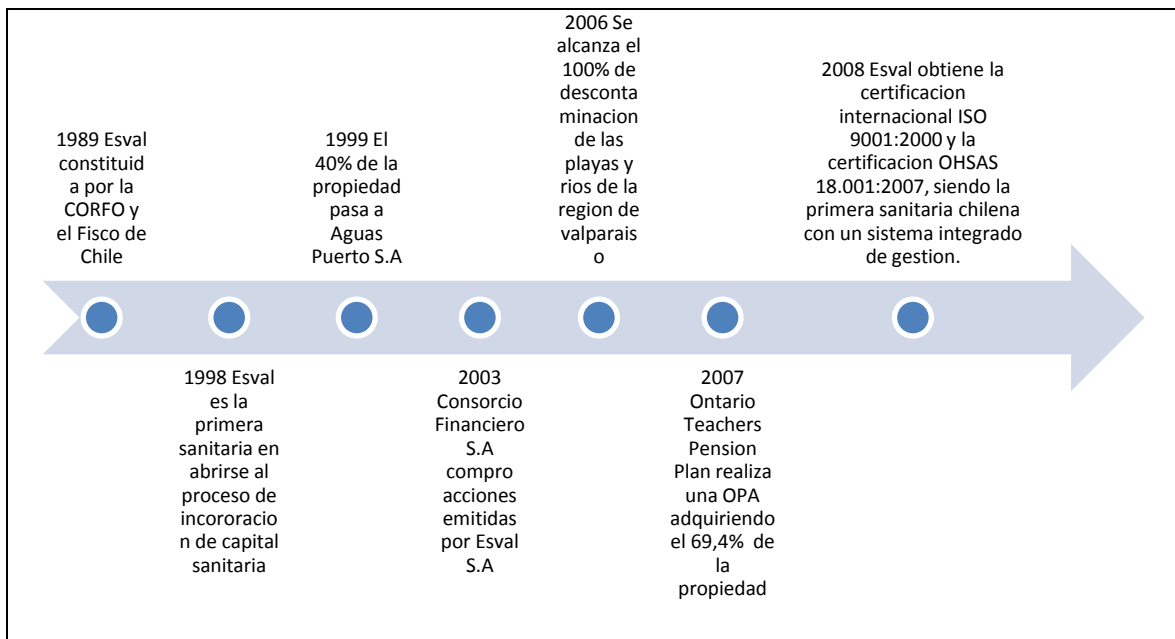 1989 Esval
constituid
a por la
CORFO y
el Fisco de
Chile
1998 Esval
es la
primera
sanitaria en
abrirse al
proceso de
incororacio
n de capital
sanitaria
1999 El
40% de la
propiedad
pasa a
Aguas
Puerto S.A
2003
Consorcio
Financiero
S.A
compro
acciones
emitidas
por Esval
S.A
2006 Se
alcanza el
100% de
desconta
minacion
de las
playas y
rios de la
region de
valparais
o
2007
Ontario
Teachers
Pension
Plan realiza
una OPA
adquiriendo
el 69,4% de
la
propiedad
2008 Esval obtiene la
certificacion
internacional ISO
9001:2000 y la
certificacion OHSAS
18.001:2007, siendo la
primera sanitaria chilena
con un sistema integrado
de gestion.